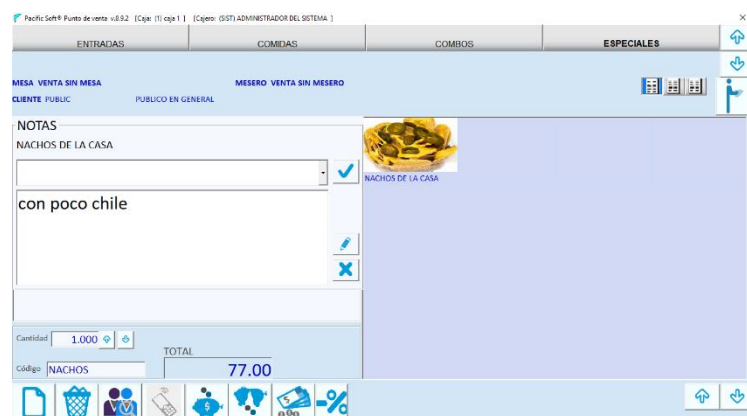 Pacific Soft® Punto de venta v.8.9.2 [Caja: (1) caja 1 ] [Cajero: (SIST) ADMINISTRADOR DEL SISTEMA ]
ENTRADAS COMIDAS COMBOS ESPECIALES
MESA VENTA SIN MESA MESERO VENTA SIN MESERO
CLIENTE PUBLIC PUBLICO EN GENERAL
NOTAS
NACHOS DE LA CASA
con poco chile
NACHOS DE LA CASA
Cantidad 1.000
TOTAL
Código NACHOS 77.00